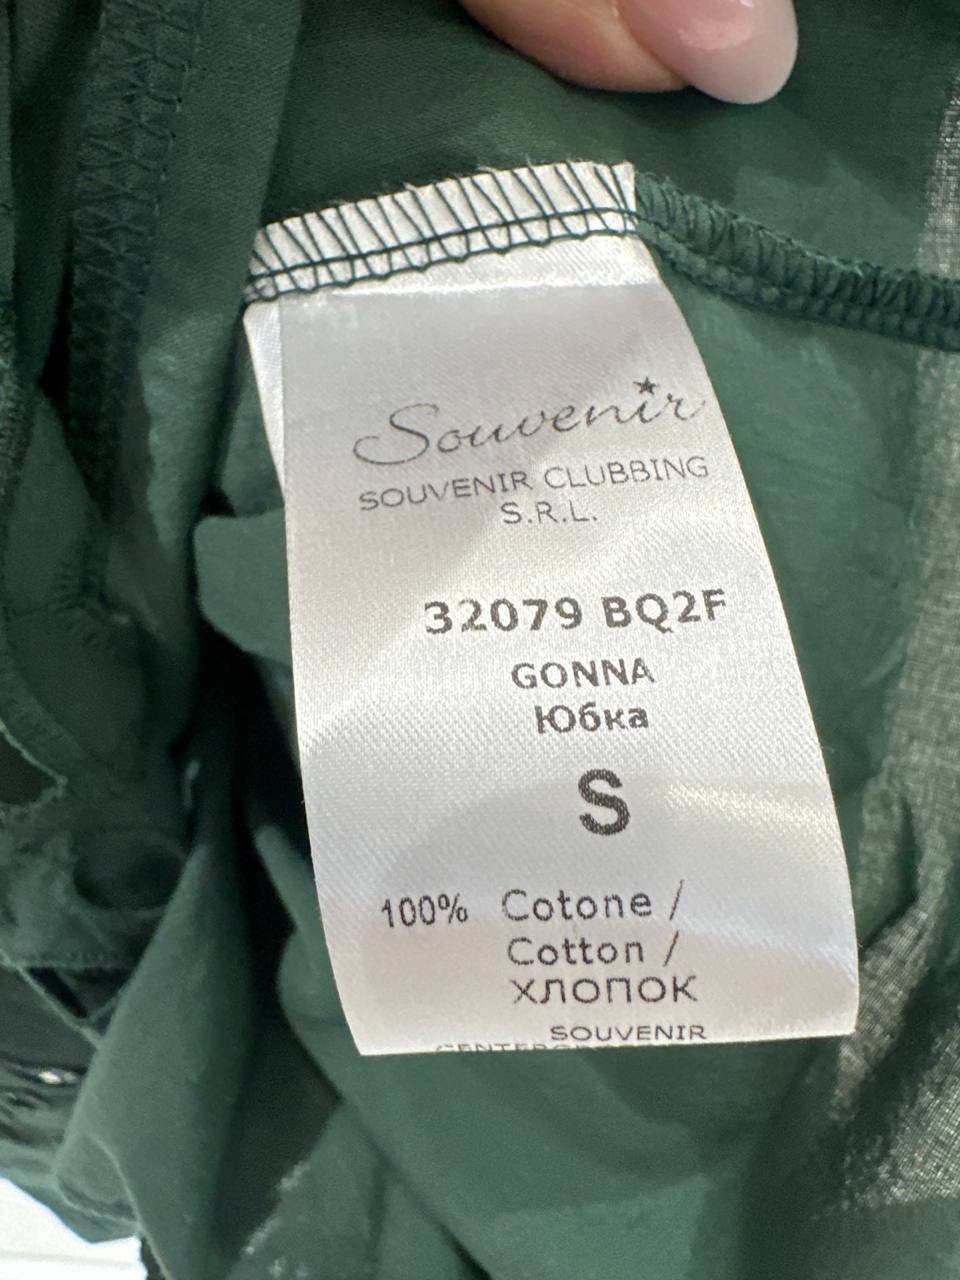 Souvenir
SOUVENIR CLUBBING
S.R.L.
32079 BQ2F
GONNA
Юбка
S
100% Cotone /
Cotton /
хлопок
SOUVENIR